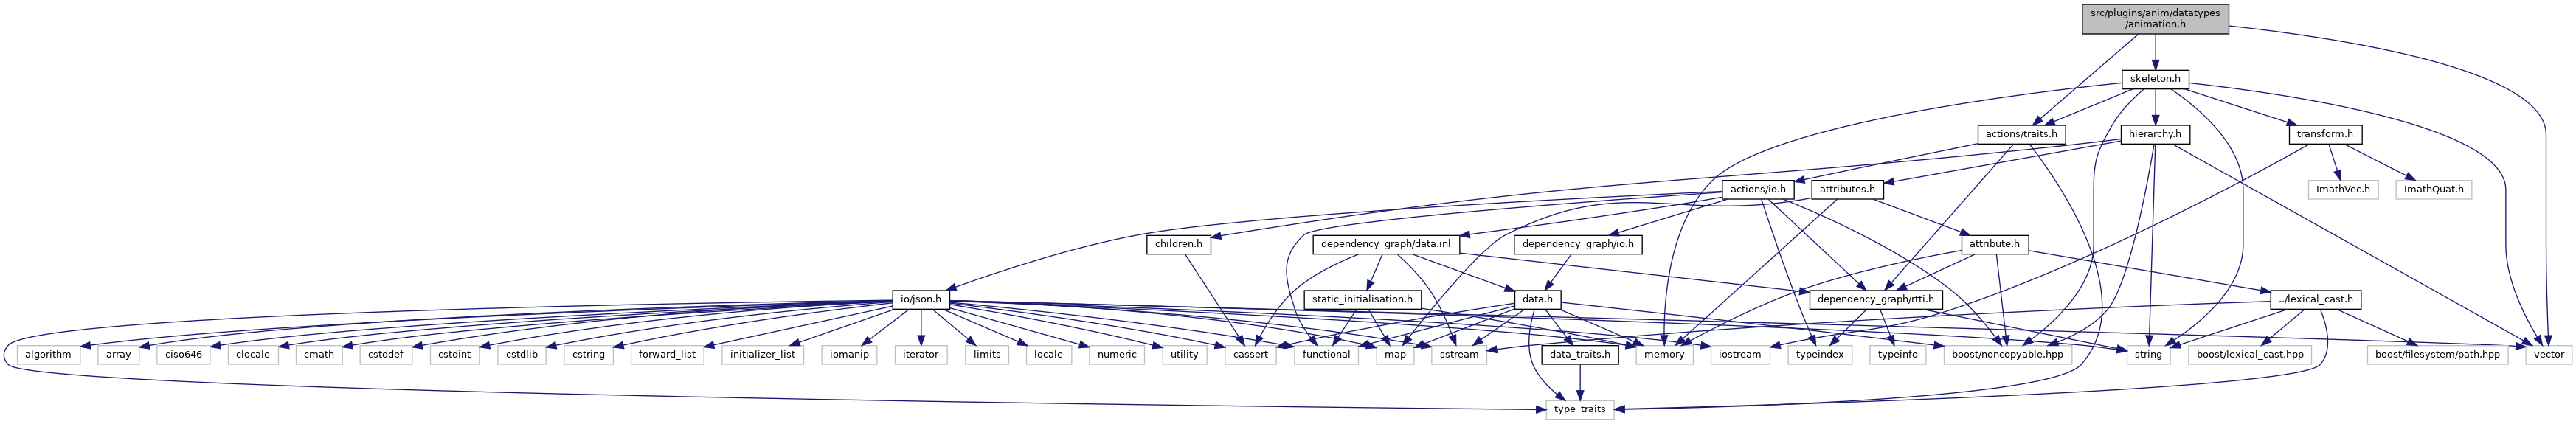 src/plugins/anim/datatypes
/animation.h
skeleton.h
actions/traits.h
hierarchy.h
transform.h
actions/io.h
attributes.h
ImathVec.h
ImathQuat.h
children.h
dependency_graph/data.inl
dependency_graph/io.h
attribute.h
io/json.h
static_initialisation.h
data.h
dependency_graph/rtti.h
../lexical_cast.h
algorithm
array
ciso646
clocale
cmath
cstddef
cstdint
cstdlib
cstring
forward_list
initializer_list
iomanip
iterator
limits
locale
numeric
utility
cassert
functional
map
sstream
data_traits.h
memory
iostream
typeindex
typeinfo
boost/noncopyable.hpp
string
boost/lexical_cast.hpp
boost/filesystem/path.hpp
vector
type_traits